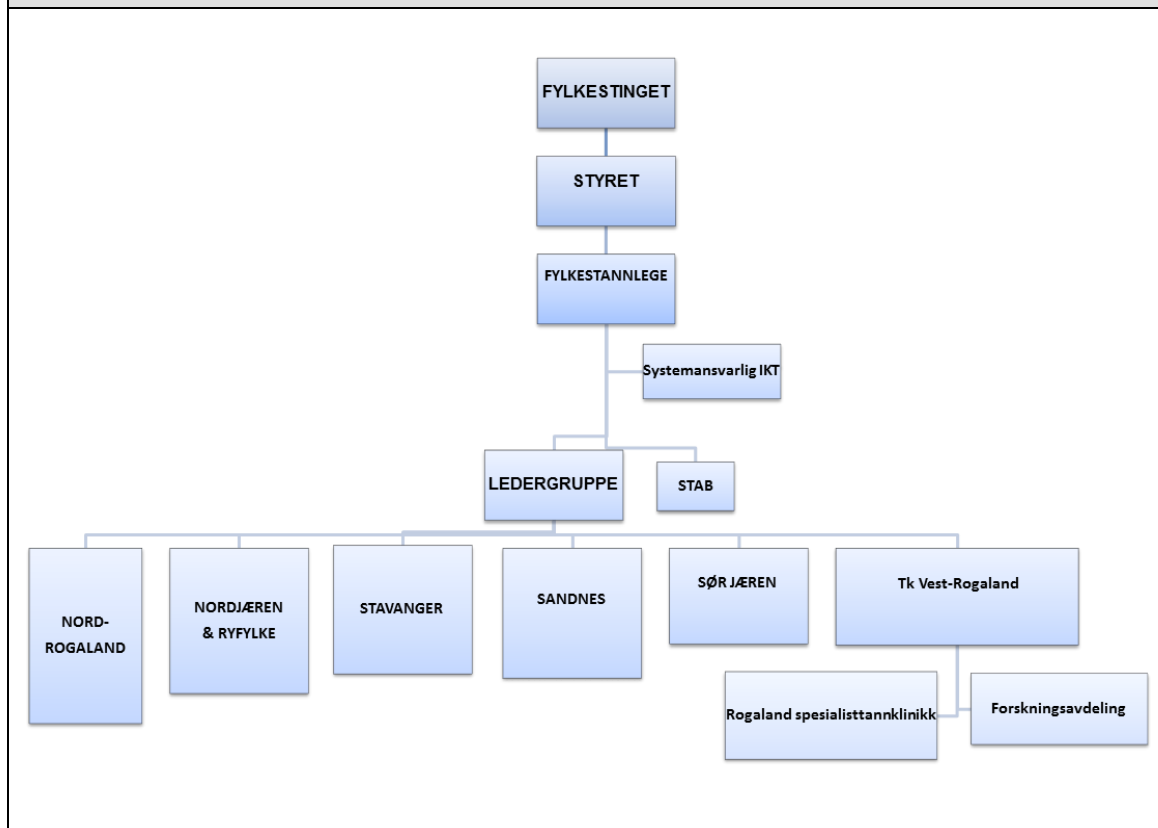 FYLKESTINGET
STYRET
FYLKESTANNLEGE
Systemansvarlig IKT
LEDERGRUPPE
STAB
NORD-
ROGALAND
NORDJÆREN
& RYFYLKE
STAVANGER
SANDNES
SØR JÆREN
Tk Vest-Rogaland
Rogaland spesialisttannklinikk
Forskningsavdeling